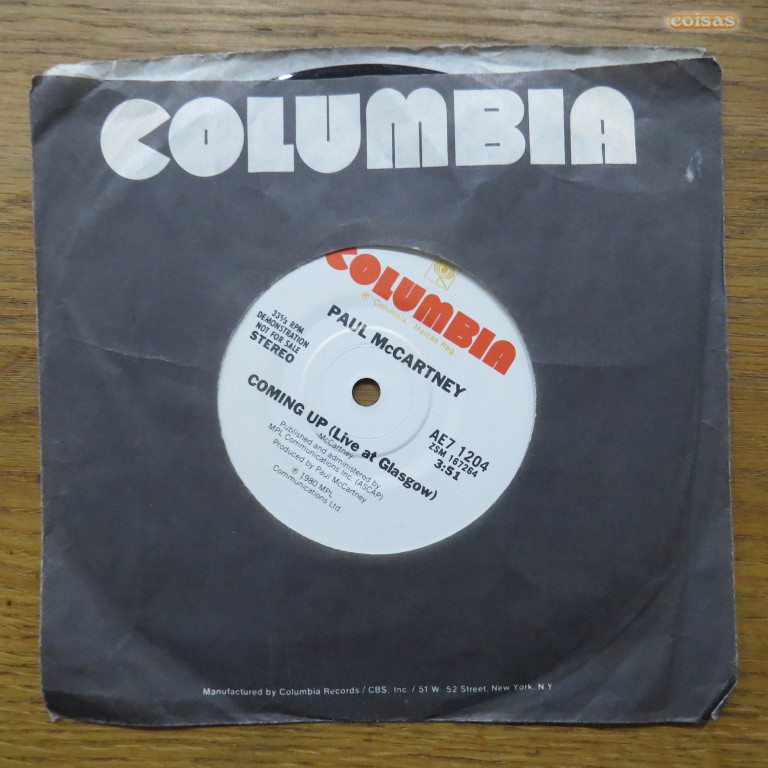 coisas
COLUMBIA
COLUMBIA
® "Columbia," Marcas Reg.
PAUL McCARTNEY
33⅓ RPM
DEMONSTRATION
NOT FOR SALE
STEREO
COMING UP (Live at Glasgow)
-McCartney-
Published and administered by
MPL Communications Inc. (ASCAP)
Produced by Paul McCartney
℗ 1980 MPL
Communications Ltd.
AE7 1204
ZSM 167264
3:51
Manufactured by Columbia Records / CBS, Inc. / 51 W. 52 Street, New York, N.Y.